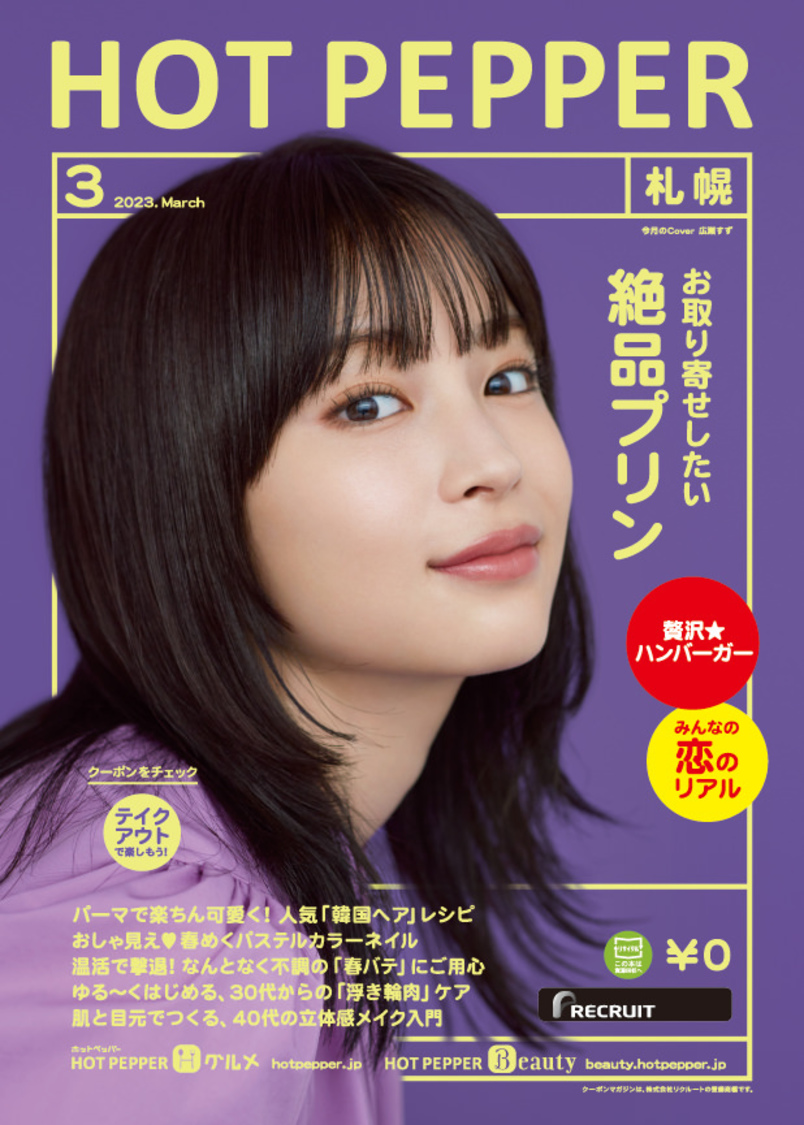 HOT PEPPER
3 2023. March
札幌
今月のCover 広瀬すず
お取り寄せしたい
絶品プリン
贅沢★
ハンバーガー
みんなの
恋の
リアル
クーポンをチェック
テイク
アウト
で楽しもう!
パーマで楽ちん可愛く! 人気「韓国ヘア」レシピ
おしゃ見え♥春めくパステルカラーネイル
温活で撃退! なんとなく不調の「春バテ」にご用心
ゆる〜くはじめる、30代からの「浮き輪肉」ケア
肌と目元でつくる、40代の立体感メイク入門
リサイクル
この本は
¥0
RECRUIT
ホットペッパー
HOT PEPPER グルメ hotpepper.jp HOT PEPPER Beauty beauty.hotpepper.jp
クーポンマガジンは、株式会社リクルートの登録商標です。